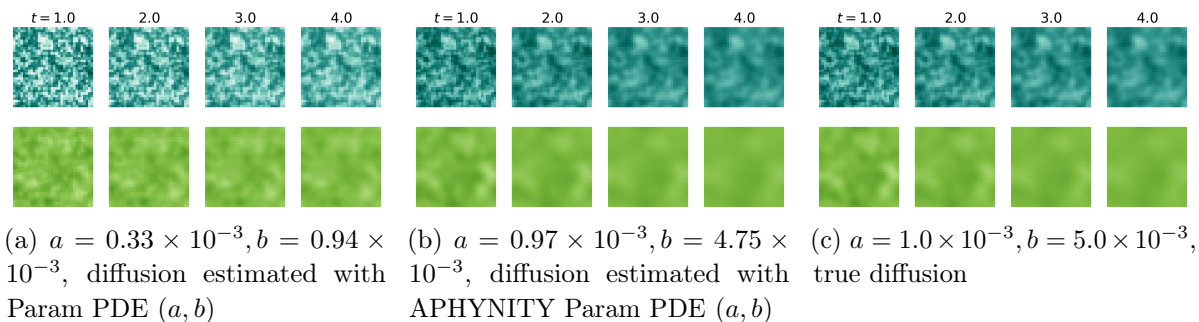 t = 1.0 2.0 3.0 4.0 t = 1.0 2.0 3.0 4.0 t = 1.0 2.0 3.0 4.0
(a) a = 0.33 × 10⁻³, b = 0.94 ×
10⁻³, diffusion estimated with
Param PDE (a, b)
(b) a = 0.97 × 10⁻³, b = 4.75 ×
10⁻³, diffusion estimated with
APHYNITY Param PDE (a, b)
(c) a = 1.0 × 10⁻³, b = 5.0 × 10⁻³,
true diffusion